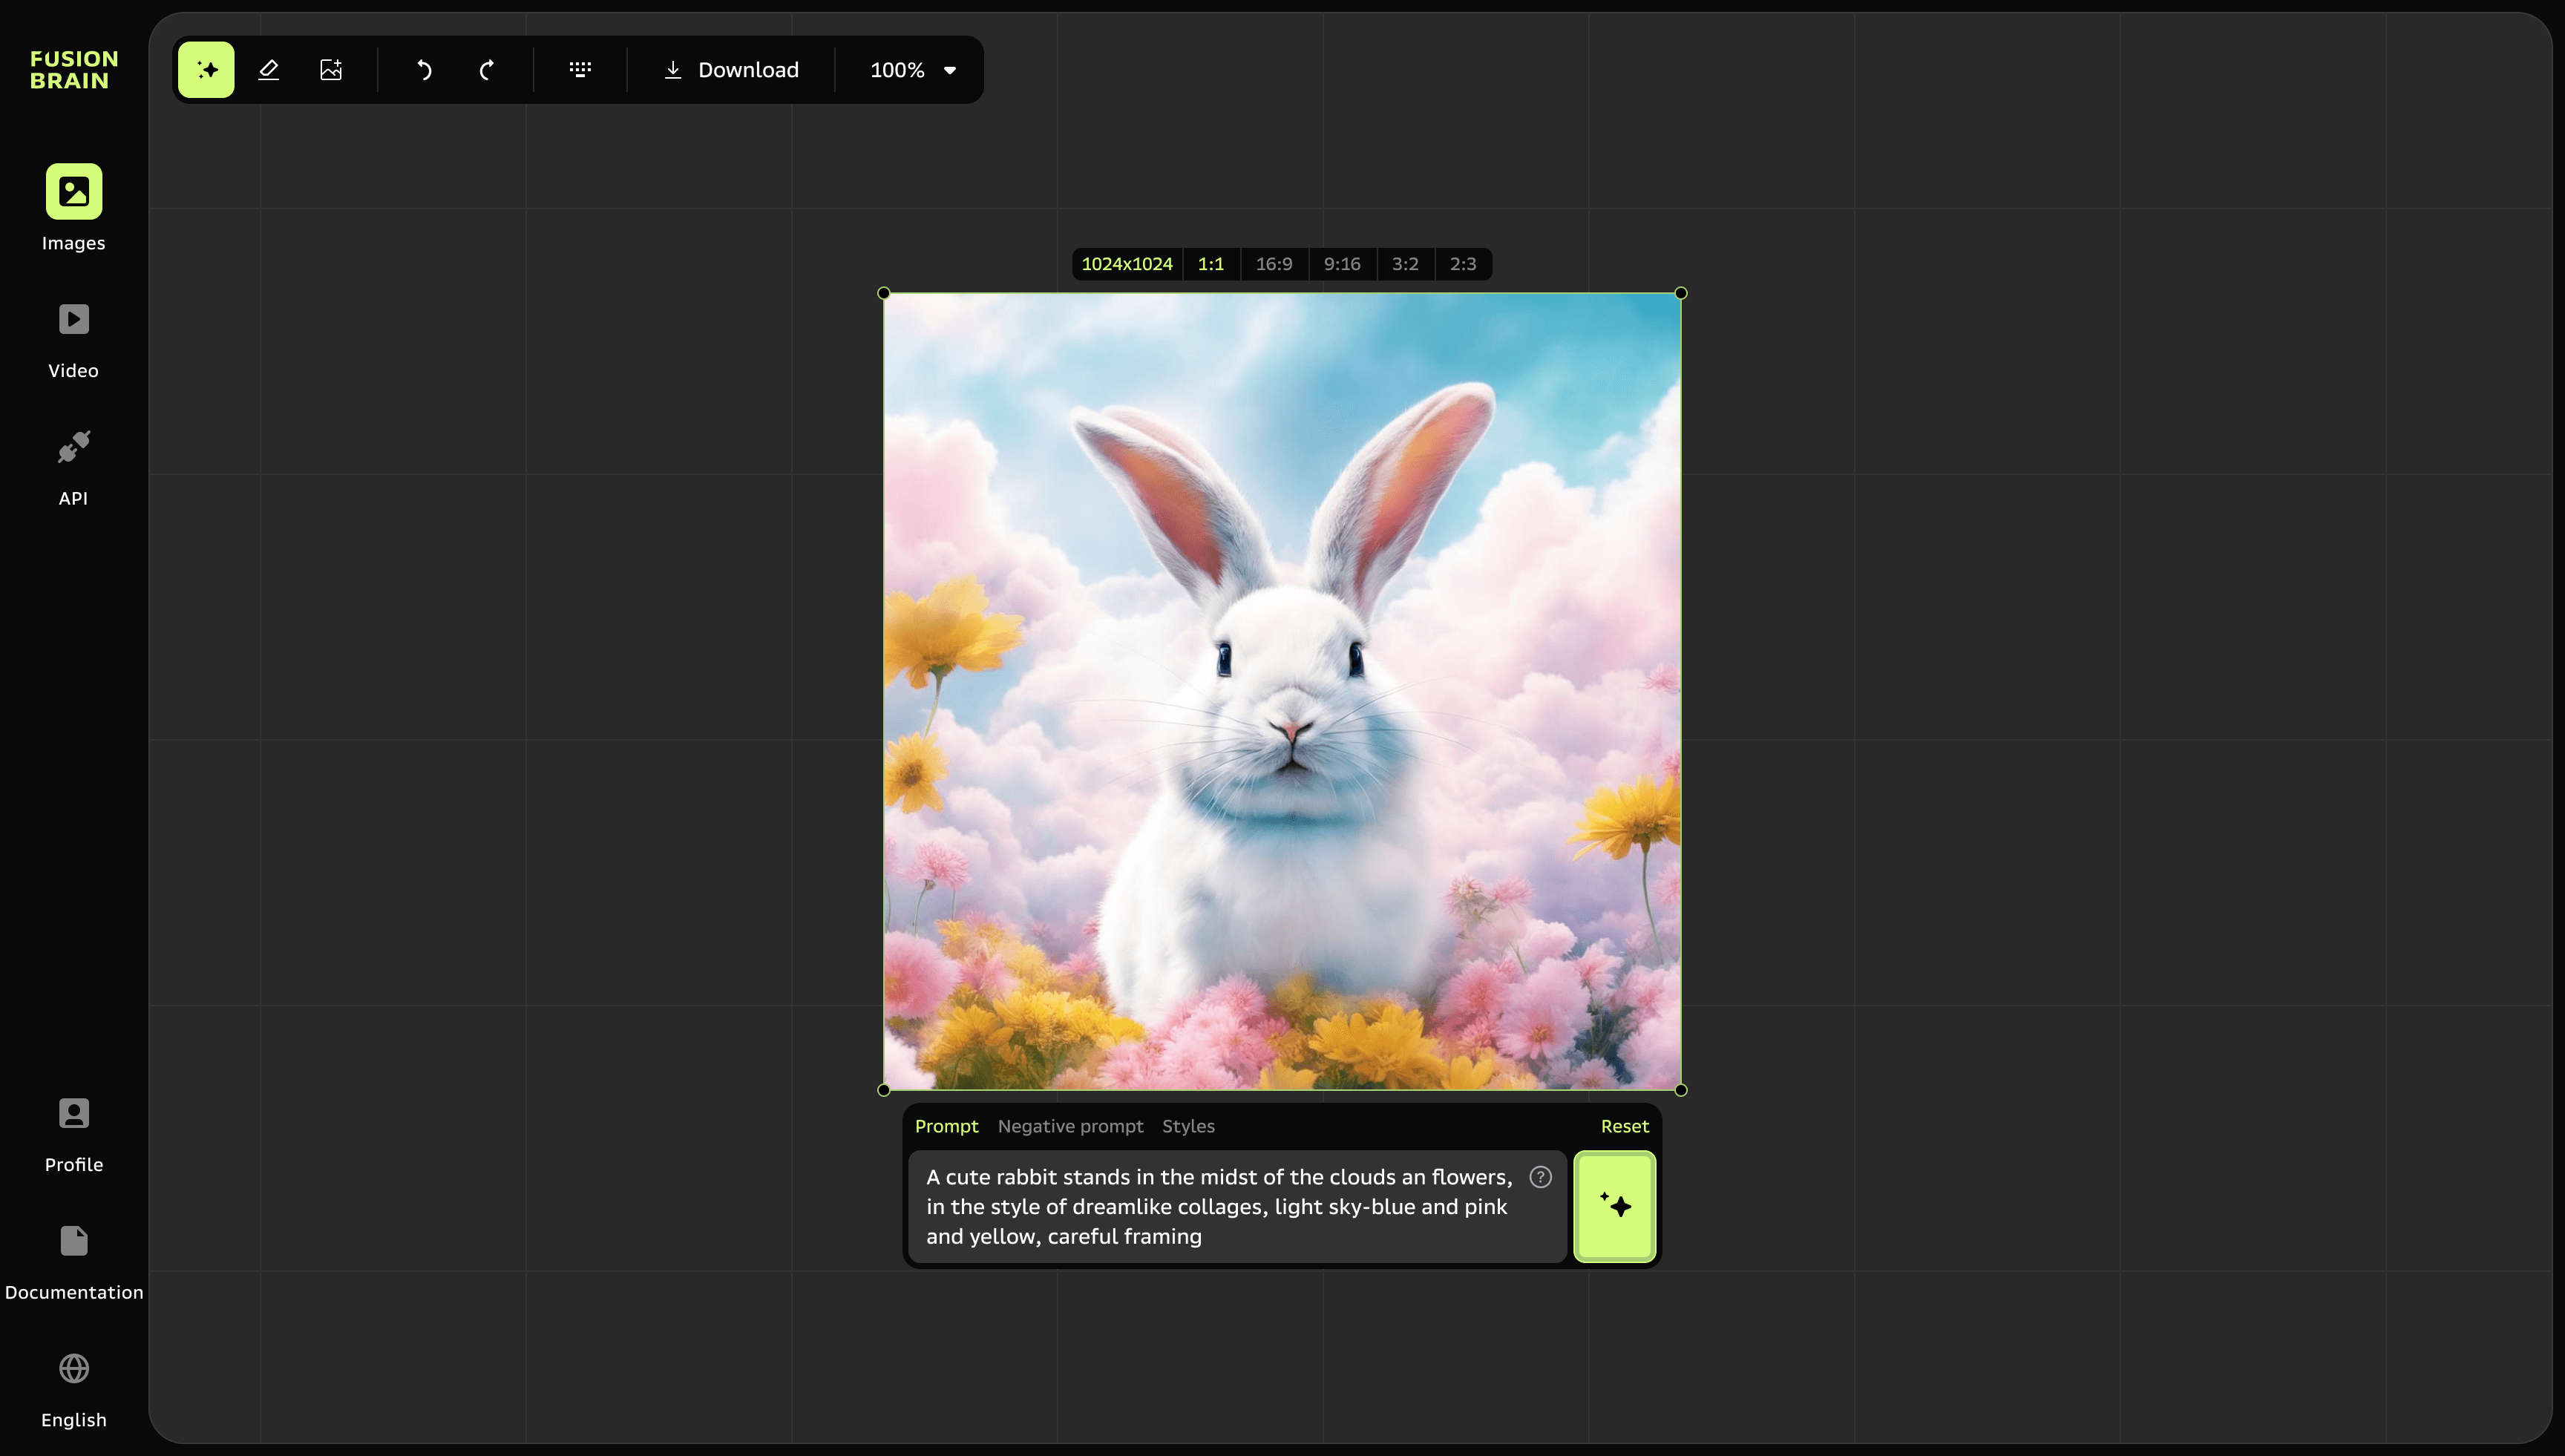 FUSION
BRAIN
Images
Video
API
Profile
Documentation
English
Download
100%
1024x1024
1:1
16:9
9:16
3:2
2:3
Prompt
Negative prompt
Styles
Reset
A cute rabbit stands in the midst of the clouds an flowers,
in the style of dreamlike collages, light sky-blue and pink
and yellow, careful framing
?